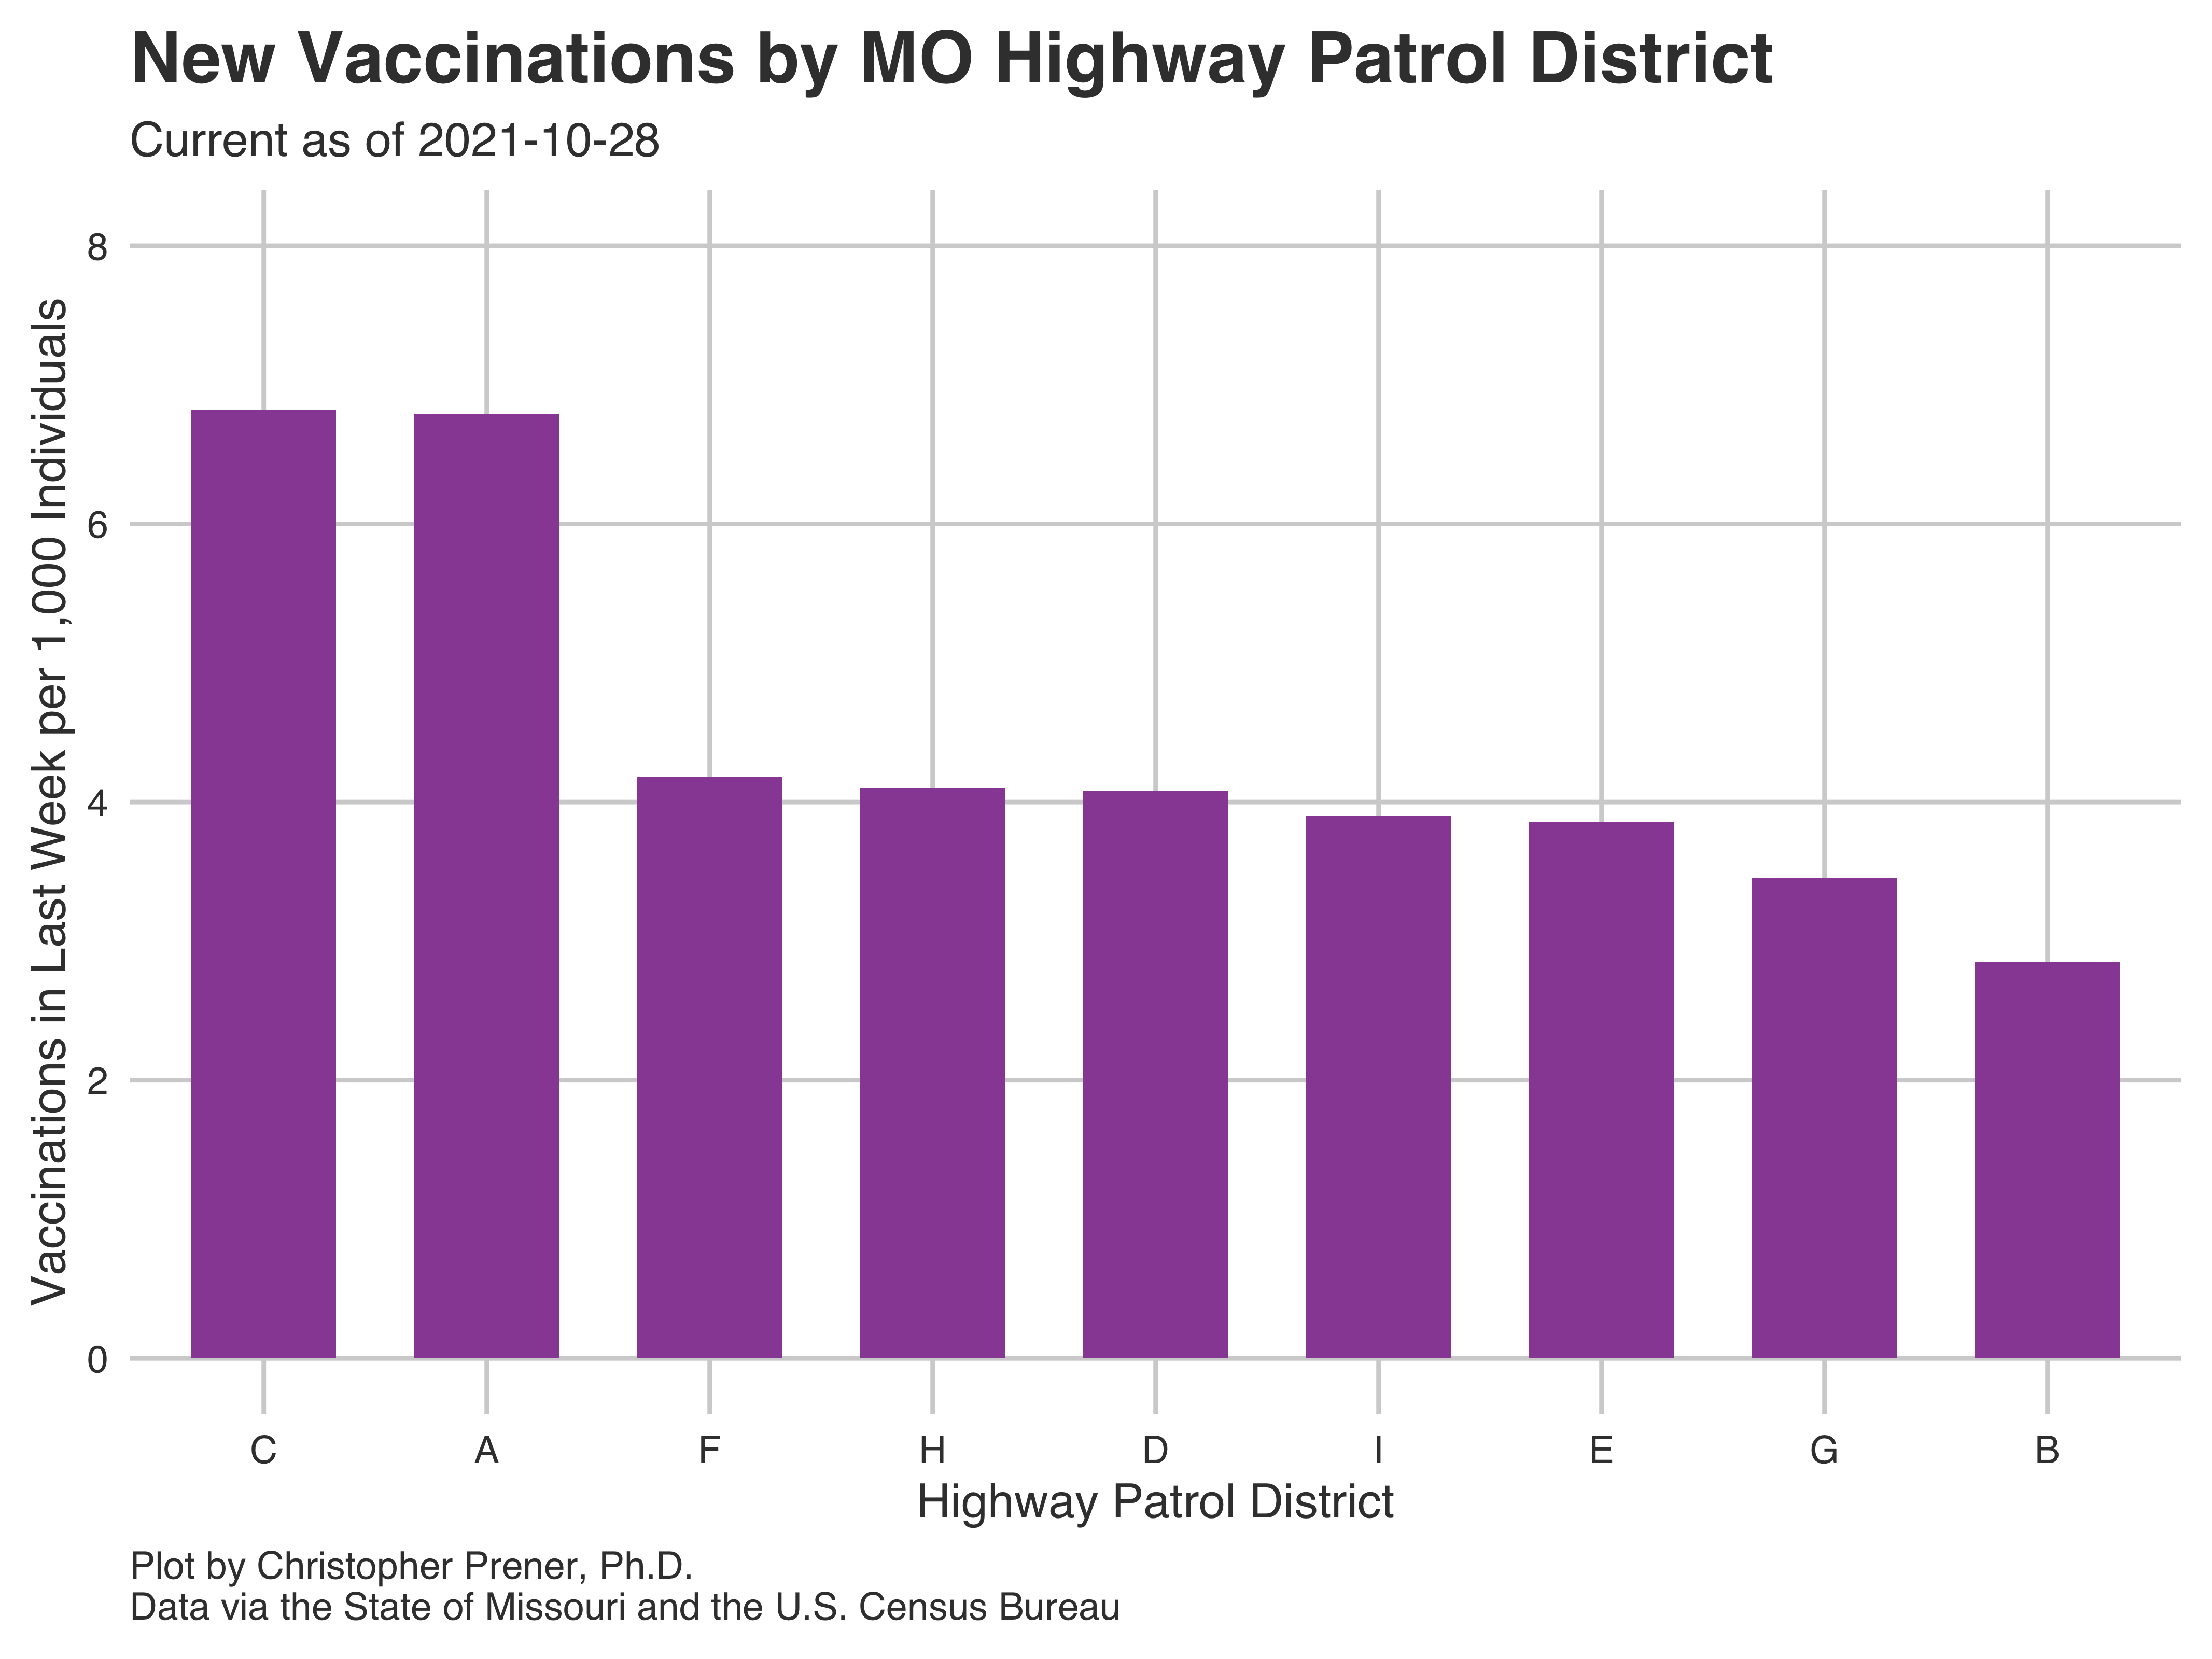 New Vaccinations by MO Highway Patrol District
Current as of 2021-10-28
Vaccinations in Last Week per 1,000 Individuals
8
6
4
2
0
C A F H D I E G B
Highway Patrol District
Plot by Christopher Prener, Ph.D.
Data via the State of Missouri and the U.S. Census Bureau